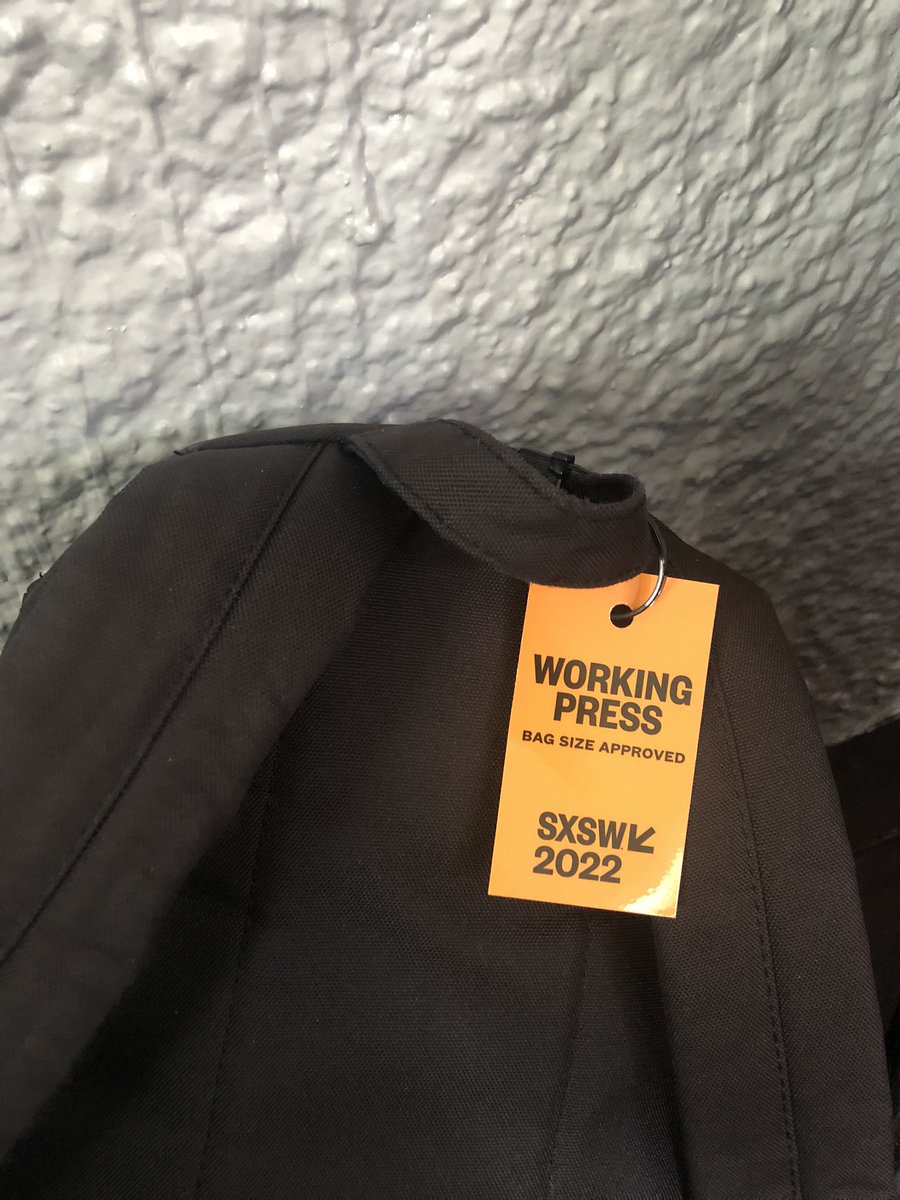 WORKING
PRESS
BAG SIZE APPROVED
SXSW
2022